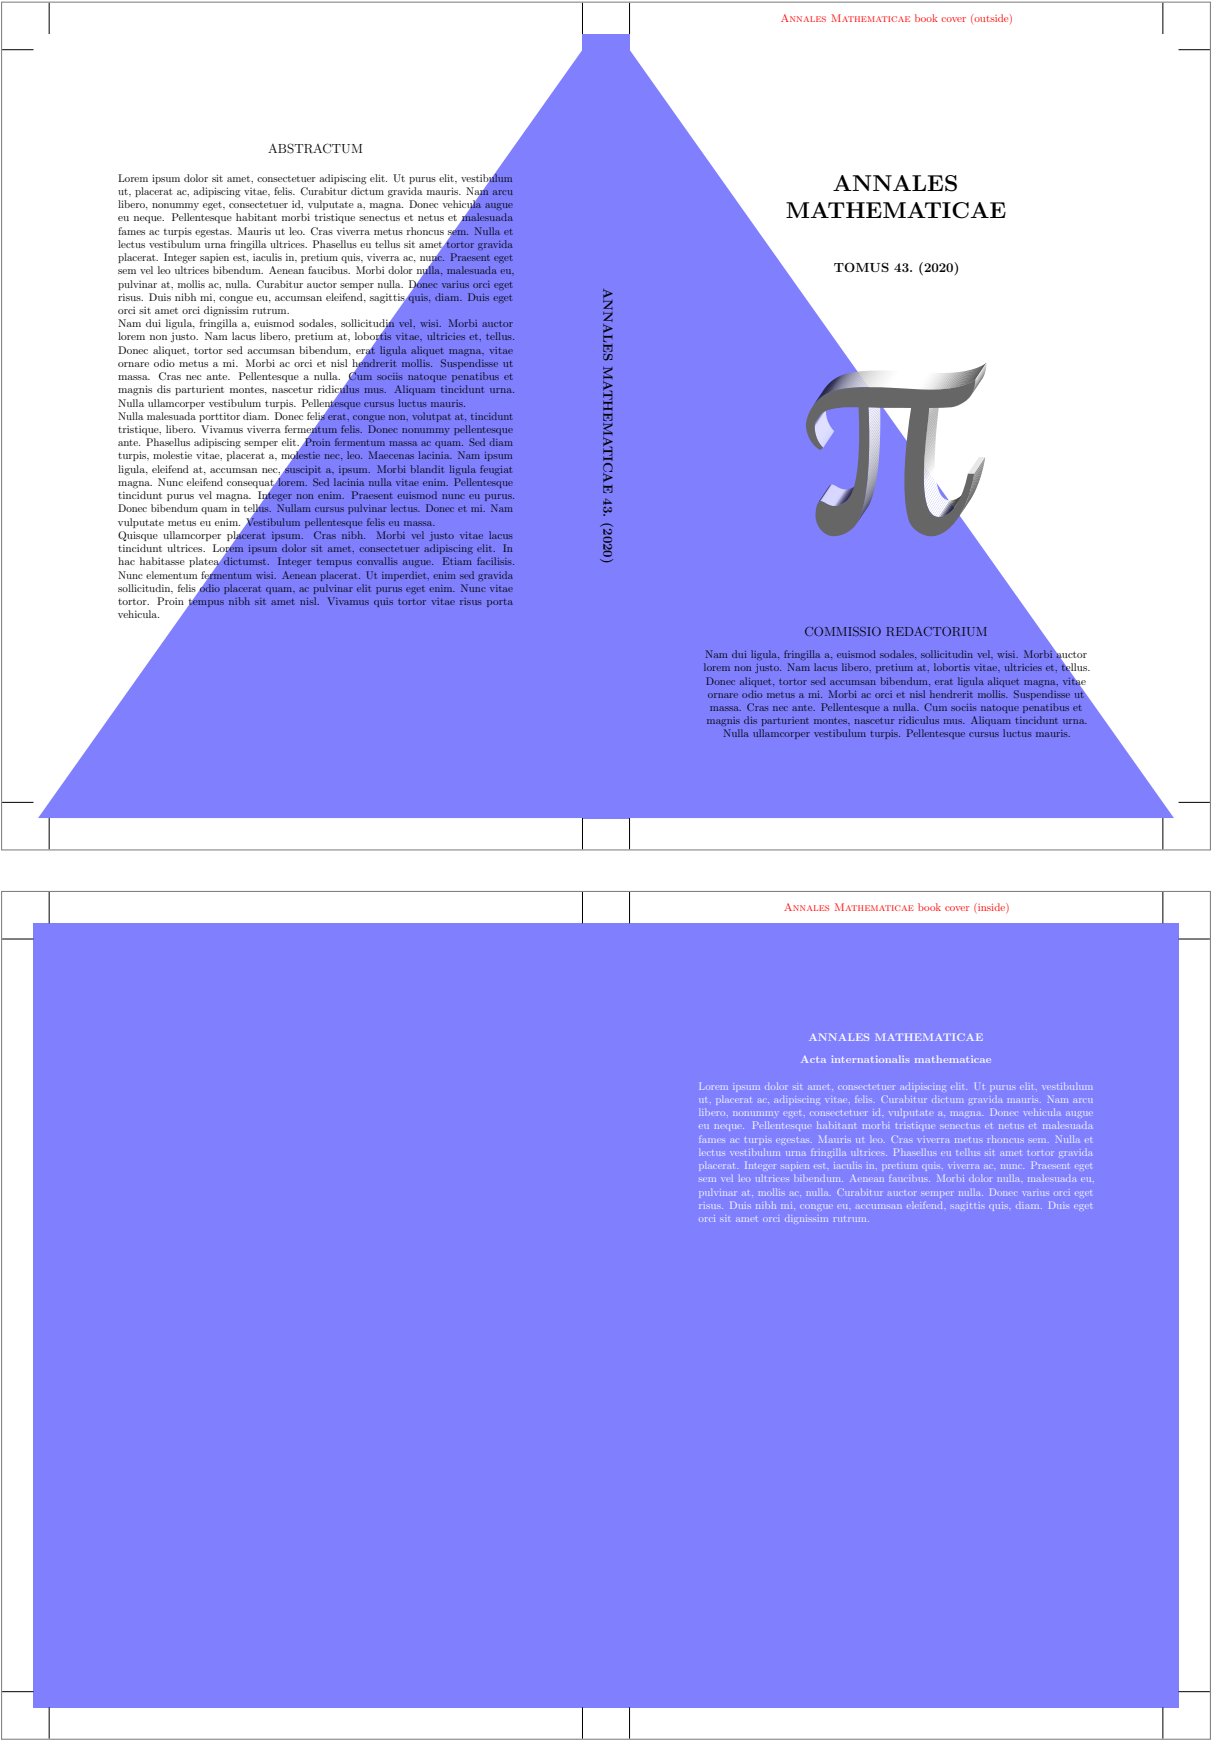 ANNALES MATHEMATICAE book cover (outside)
ABSTRACTUM
Lorem ipsum dolor sit amet, consectetuer adipiscing elit. Ut purus elit, vestibulum
ut, placerat ac, adipiscing vitae, felis. Curabitur dictum gravida mauris. Nam arcu
libero, nonummy eget, consectetuer id, vulputate a, magna. Donec vehicula augue
eu neque. Pellentesque habitant morbi tristique senectus et netus et malesuada
fames ac turpis egestas. Mauris ut leo. Cras viverra metus rhoncus sem. Nulla et
lectus vestibulum urna fringilla ultrices. Phasellus eu tellus sit amet tortor gravida
placerat. Integer sapien est, iaculis in, pretium quis, viverra ac, nunc. Praesent eget
sem vel leo ultrices bibendum. Aenean faucibus. Morbi dolor nulla, malesuada eu,
pulvinar at, mollis ac, nulla. Curabitur auctor semper nulla. Donec varius orci eget
risus. Duis nibh mi, congue eu, accumsan eleifend, sagittis quis, diam. Duis eget
orci sit amet orci dignissim rutrum.
Nam dui ligula, fringilla a, euismod sodales, sollicitudin vel, wisi. Morbi auctor
lorem non justo. Nam lacus libero, pretium at, lobortis vitae, ultricies et, tellus.
Donec aliquet, tortor sed accumsan bibendum, erat ligula aliquet magna, vitae
ornare odio metus a mi. Morbi ac orci et nisl hendrerit mollis. Suspendisse ut
massa. Cras nec ante. Pellentesque a nulla. Cum sociis natoque penatibus et
magnis dis parturient montes, nascetur ridiculus mus. Aliquam tincidunt urna.
Nulla ullamcorper vestibulum turpis. Pellentesque cursus luctus mauris.
Nulla malesuada porttitor diam. Donec felis erat, congue non, volutpat at, tincidunt
tristique, libero. Vivamus viverra fermentum felis. Donec nonummy pellentesque
ante. Phasellus adipiscing semper elit. Proin fermentum massa ac quam. Sed diam
turpis, molestie vitae, placerat a, molestie nec, leo. Maecenas lacinia. Nam ipsum
ligula, eleifend at, accumsan nec, suscipit a, ipsum. Morbi blandit ligula feugiat
magna. Nunc eleifend consequat lorem. Sed lacinia nulla vitae enim. Pellentesque
tincidunt purus vel magna. Integer non enim. Praesent euismod nunc eu purus.
Donec bibendum quam in tellus. Nullam cursus pulvinar lectus. Donec et mi. Nam
vulputate metus eu enim. Vestibulum pellentesque felis eu massa.
Quisque ullamcorper placerat ipsum. Cras nibh. Morbi vel justo vitae lacus
tincidunt ultrices. Lorem ipsum dolor sit amet, consectetuer adipiscing elit. In
hac habitasse platea dictumst. Integer tempus convallis augue. Etiam facilisis.
Nunc elementum fermentum wisi. Aenean placerat. Ut imperdiet, enim sed gravida
sollicitudin, felis odio placerat quam, ac pulvinar elit purus eget enim. Nunc vitae
tortor. Proin tempus nibh sit amet nisl. Vivamus quis tortor vitae risus porta
vehicula.
ANNALES MATHEMATICAE 43. (2020)
ANNALES
MATHEMATICAE
TOMUS 43. (2020)
π
COMMISSIO REDACTORIUM
Nam dui ligula, fringilla a, euismod sodales, sollicitudin vel, wisi. Morbi auctor
lorem non justo. Nam lacus libero, pretium at, lobortis vitae, ultricies et, tellus.
Donec aliquet, tortor sed accumsan bibendum, erat ligula aliquet magna, vitae
ornare odio metus a mi. Morbi ac orci et nisl hendrerit mollis. Suspendisse ut
massa. Cras nec ante. Pellentesque a nulla. Cum sociis natoque penatibus et
magnis dis parturient montes, nascetur ridiculus mus. Aliquam tincidunt urna.
Nulla ullamcorper vestibulum turpis. Pellentesque cursus luctus mauris.
ANNALES MATHEMATICAE book cover (inside)
ANNALES MATHEMATICAE
Acta internationalis mathematicae
Lorem ipsum dolor sit amet, consectetuer adipiscing elit. Ut purus elit, vestibulum
ut, placerat ac, adipiscing vitae, felis. Curabitur dictum gravida mauris. Nam arcu
libero, nonummy eget, consectetuer id, vulputate a, magna. Donec vehicula augue
eu neque. Pellentesque habitant morbi tristique senectus et netus et malesuada
fames ac turpis egestas. Mauris ut leo. Cras viverra metus rhoncus sem. Nulla et
lectus vestibulum urna fringilla ultrices. Phasellus eu tellus sit amet tortor gravida
placerat. Integer sapien est, iaculis in, pretium quis, viverra ac, nunc. Praesent eget
sem vel leo ultrices bibendum. Aenean faucibus. Morbi dolor nulla, malesuada eu,
pulvinar at, mollis ac, nulla. Curabitur auctor semper nulla. Donec varius orci eget
risus. Duis nibh mi, congue eu, accumsan eleifend, sagittis quis, diam. Duis eget
orci sit amet orci dignissim rutrum.